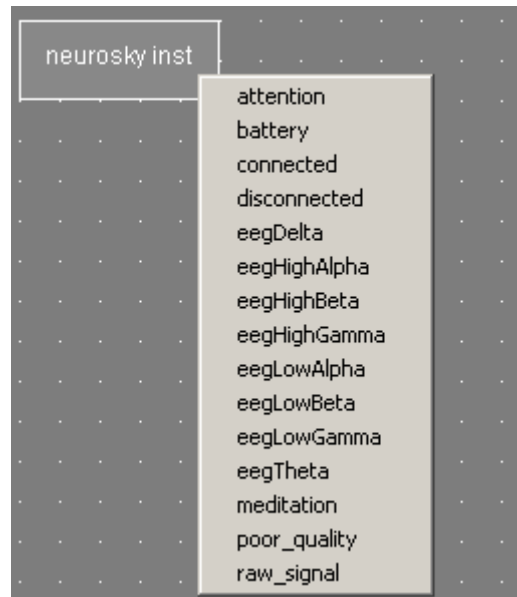 neurosky inst
attention
battery
connected
disconnected
eegDelta
eegHighAlpha
eegHighBeta
eegHighGamma
eegLowAlpha
eegLowBeta
eegLowGamma
eegTheta
meditation
poor_quality
raw_signal